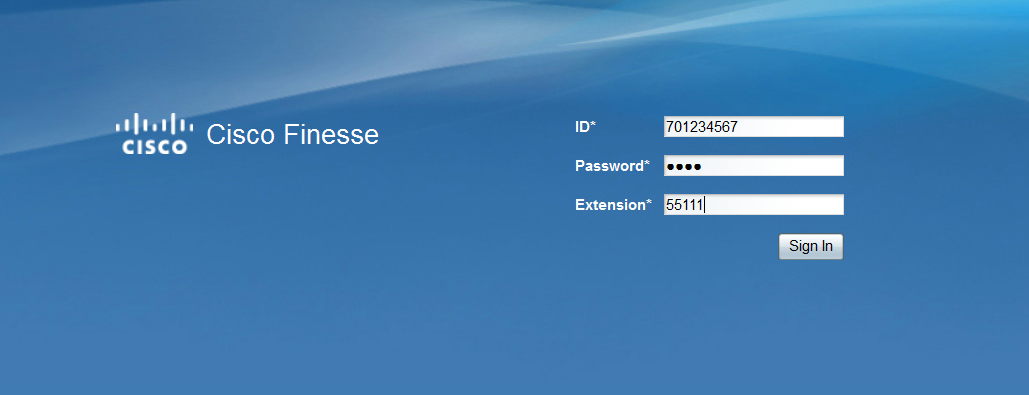 CISCO
Cisco Finesse
ID*
701234567
Password*
●●●●
Extension*
55111
Sign In